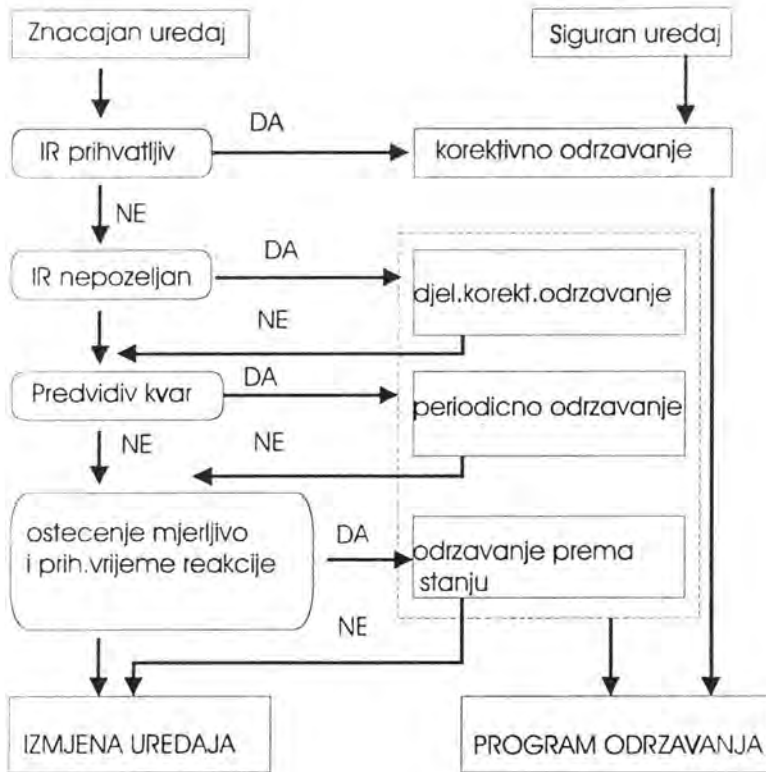 Znacajan uredaj
Siguran uredaj
DA
IR prihvatljiv
korektivno odrzavanje
NE
DA
IR nepozeljan
djel.korekt.odrzavanje
NE
DA
Predvidiv kvar
periodicno odrzavanje
NE
NE
ostecenje mjerljivo
i prih.vrijeme reakcije
DA
odrzavanje prema
stanju
NE
IZMJENA UREDAJA
PROGRAM ODRZAVANJA